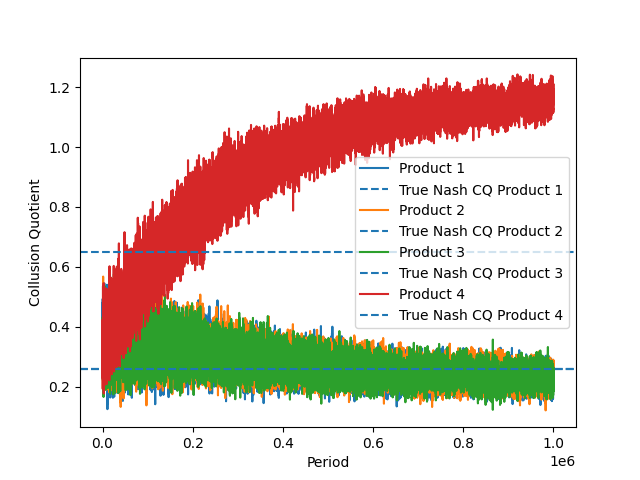 1.2
1.0
0.8
0.6
0.4
0.2
Collusion Quotient
Product 1
True Nash CQ Product 1
Product 2
True Nash CQ Product 2
Product 3
True Nash CQ Product 3
Product 4
True Nash CQ Product 4
0.0 0.2 0.4 0.6 0.8 1.0
1e6
Period